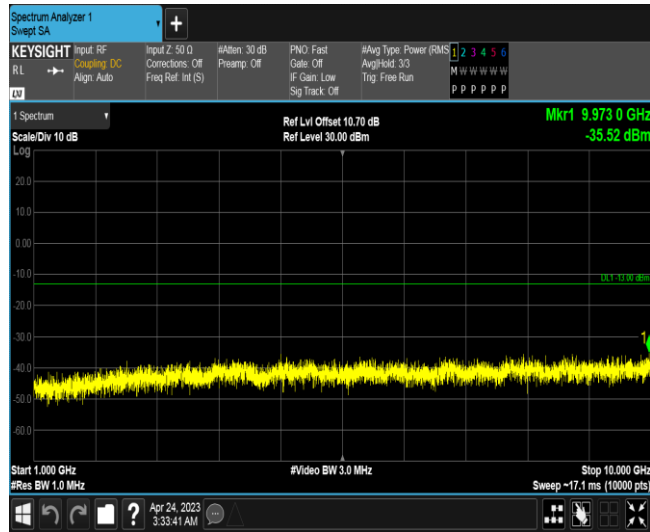 Spectrum Analyzer 1
Swept SA
+
KEYSIGHT
RL
LXI
Input: RF
Coupling: DC
Align: Auto
Input Z: 50 Ω
Corrections: Off
Freq Ref: Int (S)
#Atten: 30 dB
Preamp: Off
PNO: Fast
Gate: Off
IF Gain: Low
Sig Track: Off
#Avg Type: Power (RMS
Avg|Hold: 3/3
Trig: Free Run
1 2 3 4 5 6
M W W W W W
P P P P P P
1 Spectrum
Scale/Div 10 dB
Log
Ref Lvl Offset 10.70 dB
Ref Level 30.00 dBm
Mkr1 9.973 0 GHz
-35.52 dBm
20.0
10.0
0.00
-10.0
DL1 -13.00 dBm
-20.0
-30.0
1
-40.0
-50.0
-60.0
Start 1.000 GHz
#Video BW 3.0 MHz
Stop 10.000 GHz
#Res BW 1.0 MHz
Sweep ~17.1 ms (10000 pts)
?
Apr 24, 2023
3:33:41 AM